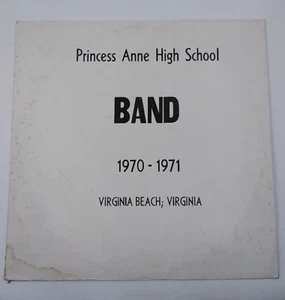 Princess Anne High School
BAND
1970 - 1971
VIRGINIA BEACH; VIRGINIA